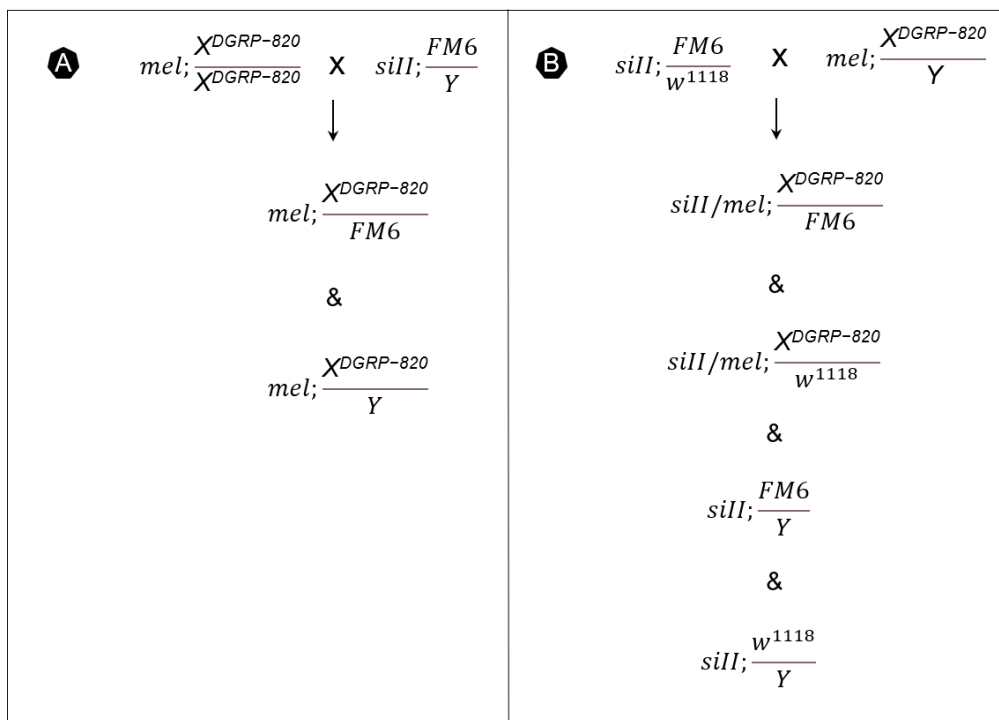 A
mel; X^DGRP−820 / X^DGRP−820 X siII; FM6 / Y
mel; X^DGRP−820 / FM6
&
mel; X^DGRP−820 / Y
B
siII; FM6 / w^1118 X mel; X^DGRP−820 / Y
siII/mel; X^DGRP−820 / FM6
&
siII/mel; X^DGRP−820 / w^1118
&
siII; FM6 / Y
&
siII; w^1118 / Y